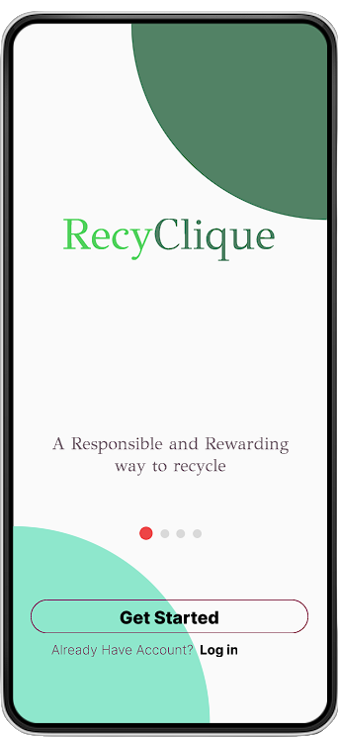 RecyClique
A Responsible and Rewarding
way to recycle
Get Started
Already Have Account? Log in